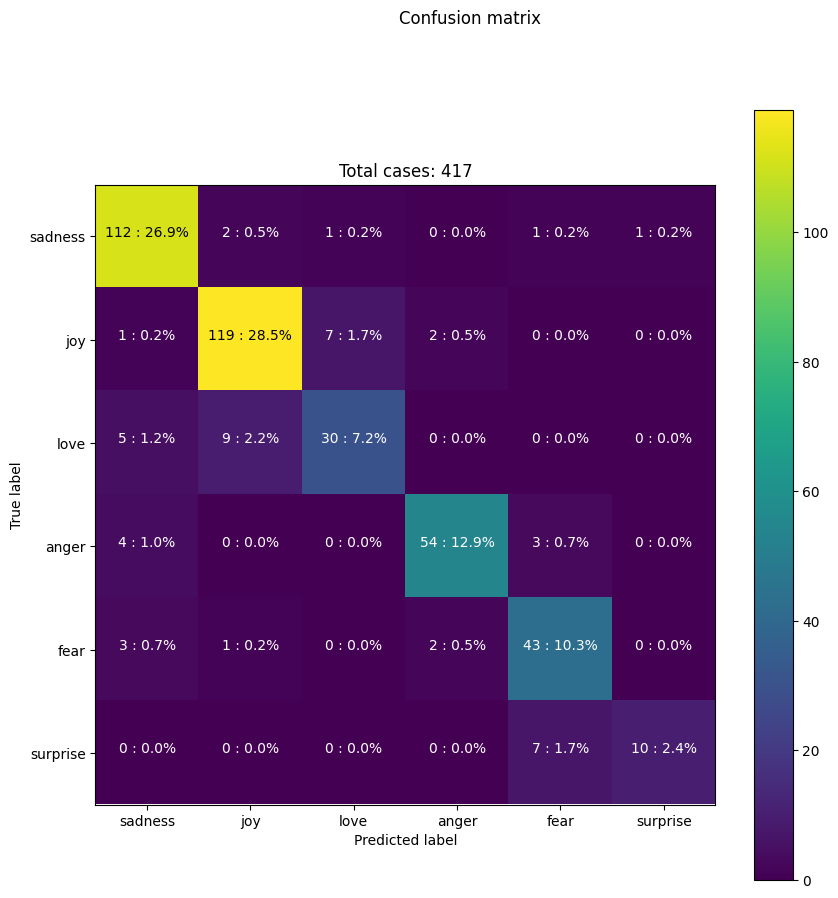 Confusion matrix
Total cases: 417
sadness 112 : 26.9% 2 : 0.5% 1 : 0.2% 0 : 0.0% 1 : 0.2% 1 : 0.2%
joy 1 : 0.2% 119 : 28.5% 7 : 1.7% 2 : 0.5% 0 : 0.0% 0 : 0.0%
love 5 : 1.2% 9 : 2.2% 30 : 7.2% 0 : 0.0% 0 : 0.0% 0 : 0.0%
anger 4 : 1.0% 0 : 0.0% 0 : 0.0% 54 : 12.9% 3 : 0.7% 0 : 0.0%
fear 3 : 0.7% 1 : 0.2% 0 : 0.0% 2 : 0.5% 43 : 10.3% 0 : 0.0%
surprise 0 : 0.0% 0 : 0.0% 0 : 0.0% 0 : 0.0% 7 : 1.7% 10 : 2.4%
sadness joy love anger fear surprise
Predicted label
True label
100
80
60
40
20
0